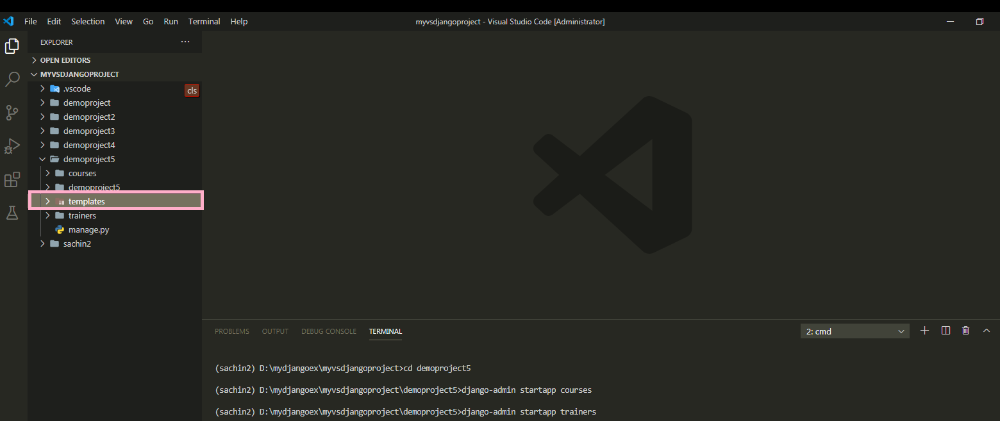 File Edit Selection View Go Run Terminal Help myvsdjangoproject - Visual Studio Code [Administrator]
EXPLORER ...
OPEN EDITORS
MYVSDJANGOPROJECT
.vscode
cls
demoproject
demoproject2
demoproject3
demoproject4
demoproject5
courses
demoproject5
templates
trainers
manage.py
sachin2
PROBLEMS OUTPUT DEBUG CONSOLE TERMINAL 2: cmd
(sachin2) D:\mydjangoex\myvsdjangoproject>cd demoproject5
(sachin2) D:\mydjangoex\myvsdjangoproject\demoproject5>django-admin startapp courses
(sachin2) D:\mydjangoex\myvsdjangoproject\demoproject5>django-admin startapp trainers